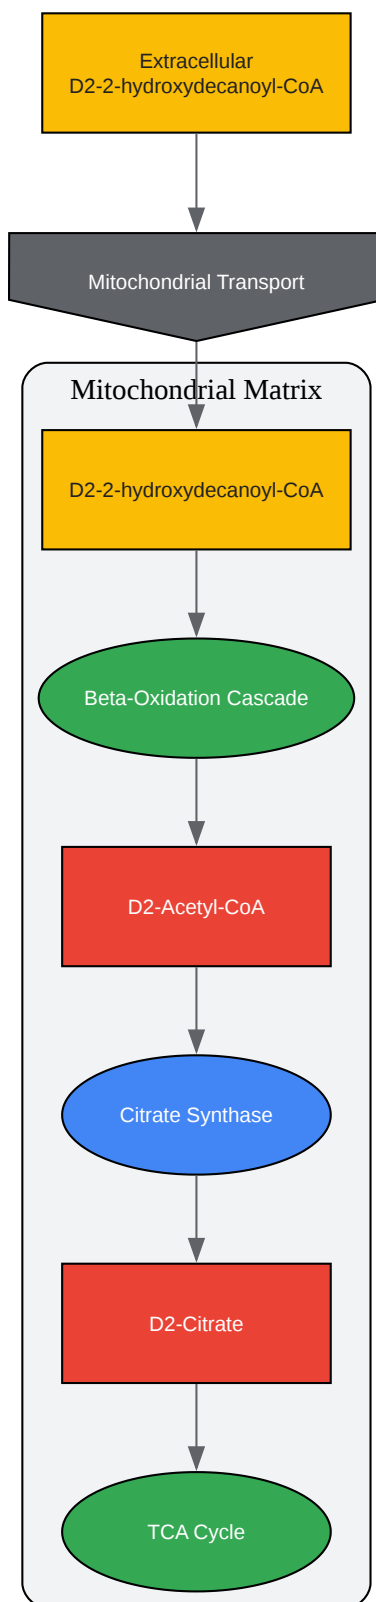 Extracellular
D2-2-hydroxydecanoyl-CoA
Mitochondrial Transport
Mitochondrial Matrix
D2-2-hydroxydecanoyl-CoA
Beta-Oxidation Cascade
D2-Acetyl-CoA
Citrate Synthase
D2-Citrate
TCA Cycle